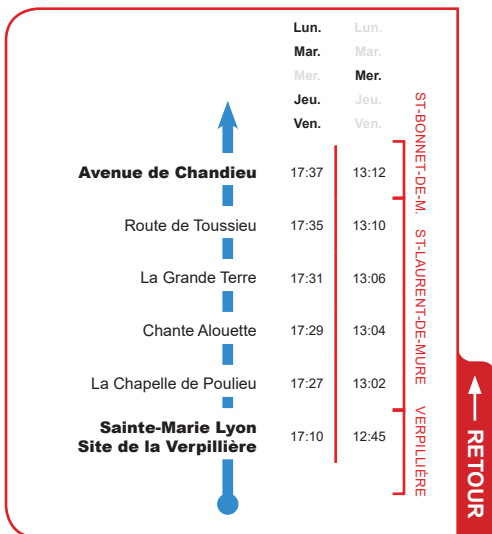 Lun. Lun.
Mar. Mar.
Mer. Mer.
Jeu. Jeu.
Ven. Ven.
Avenue de Chandieu 17:37 13:12
Route de Toussieu 17:35 13:10
La Grande Terre 17:31 13:06
Chante Alouette 17:29 13:04
La Chapelle de Poulieu 17:27 13:02
Sainte-Marie Lyon
Site de la Verpillière 17:10 12:45
ST-BONNET-DE-M.
ST-LAURENT-DE-MURE
VERPILLIÈRE
RETOUR